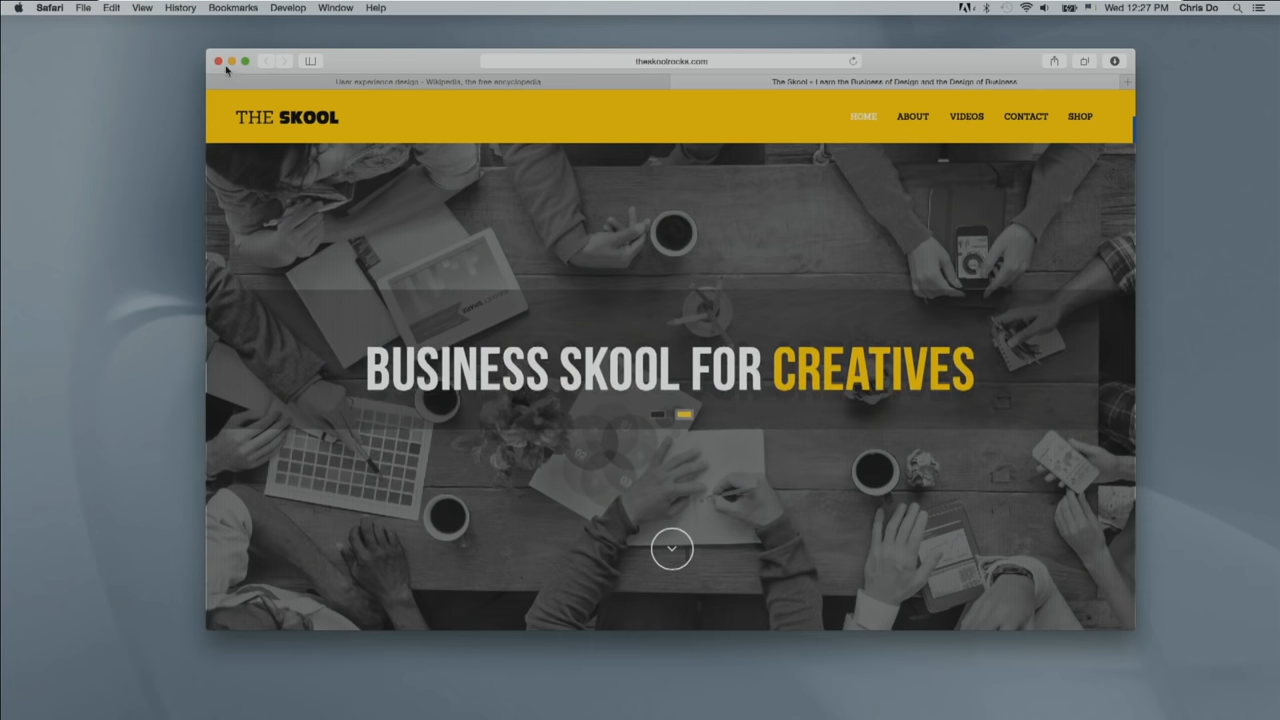 Safari File Edit View History Bookmarks Develop Window Help Wed 12:27 PM Chris Do
theskoolrocks.com
User experience design - Wikipedia, the free encyclopedia The Skool – Learn the Business of Design and the Design of Business
THE SKOOL HOME ABOUT VIDEOS CONTACT SHOP
BUSINESS SKOOL FOR CREATIVES